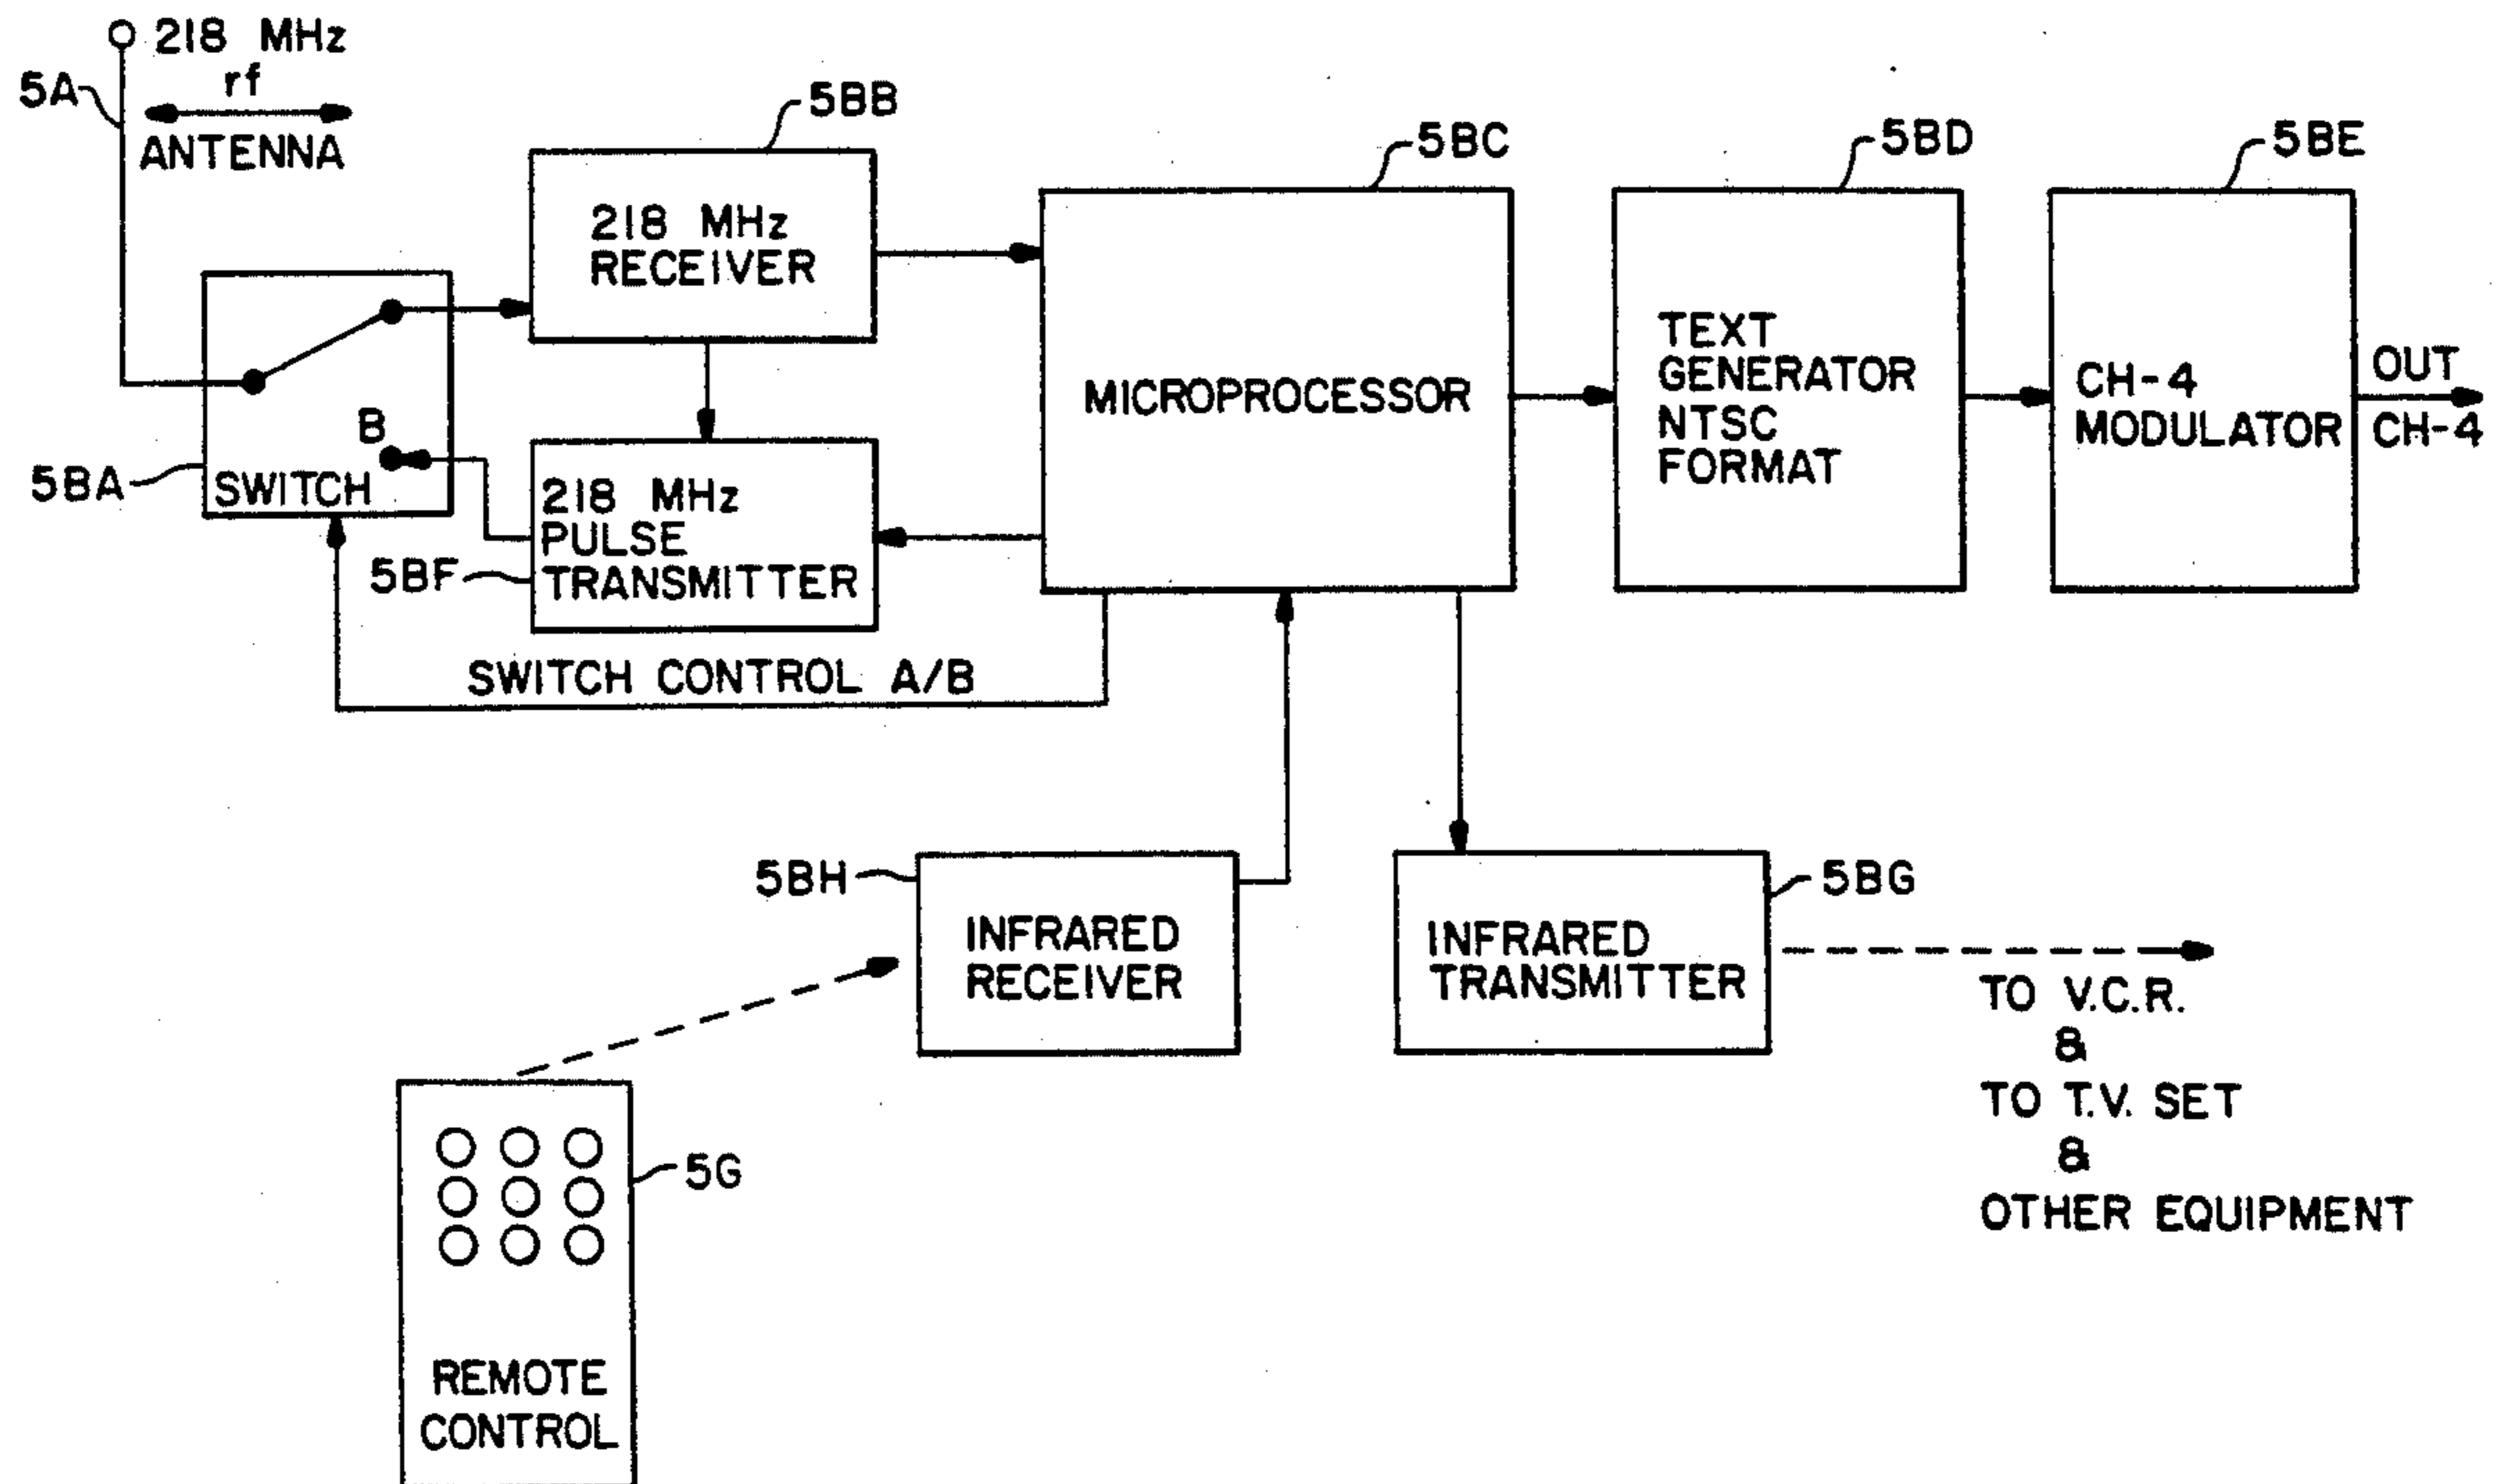 218 MHz
rf
5A
ANTENNA
5BB
218 MHz
RECEIVER
5BC
MICROPROCESSOR
5BD
TEXT
GENERATOR
NTSC
FORMAT
5BE
CH-4
MODULATOR
OUT
CH-4
B
5BA
SWITCH
218 MHz
PULSE
TRANSMITTER
5BF
SWITCH CONTROL A/B
5BH
INFRARED
RECEIVER
5BG
INFRARED
TRANSMITTER
TO V.C.R.
&
TO T.V. SET
&
OTHER EQUIPMENT
5G
REMOTE
CONTROL